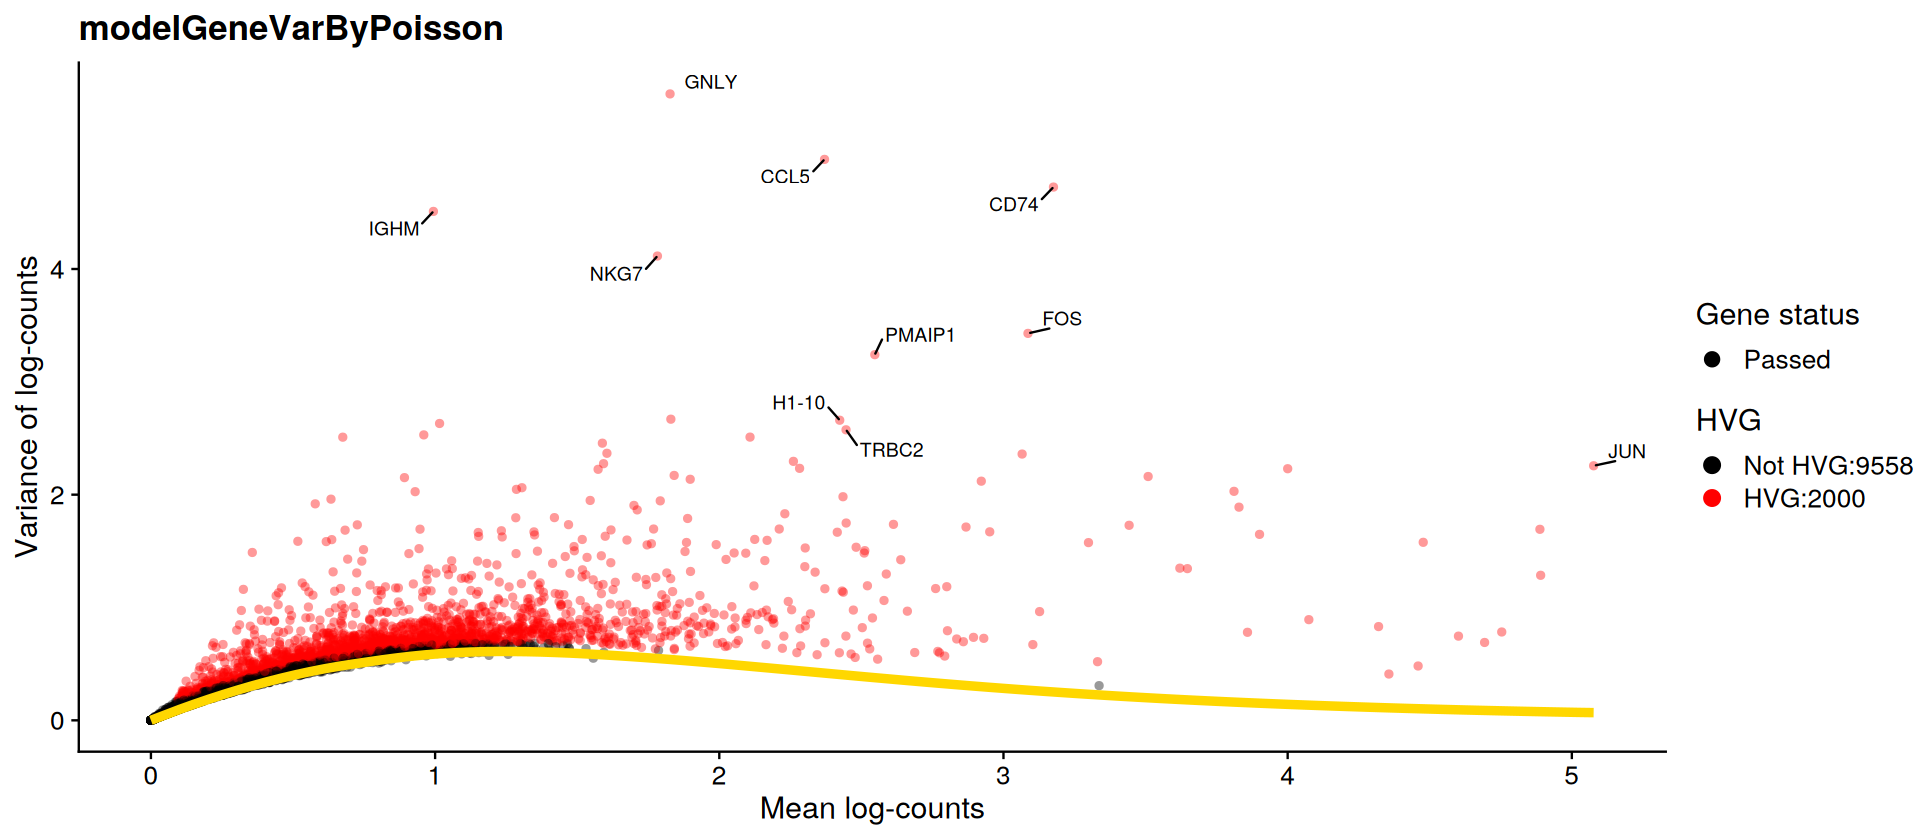 modelGeneVarByPoisson
GNLY
CCL5
CD74
IGHM
NKG7
FOS
PMAIP1
H1-10
TRBC2
JUN
Variance of log-counts
4
2
0
0 1 2 3 4 5
Mean log-counts
Gene status
Passed
HVG
Not HVG:9558
HVG:2000